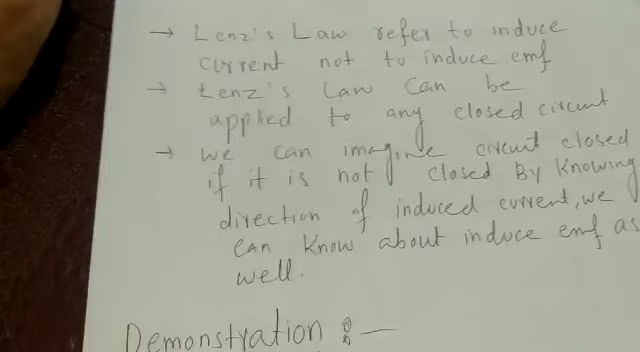 → Lenz's Law refer to induce
current not to induce emf
→ Lenz's Law can be
applied to any closed circuit
→ we can imagine circuit closed
if it is not closed By Knowing
direction of induced current, we
can know about induce emf as
well.
Demonstration :—